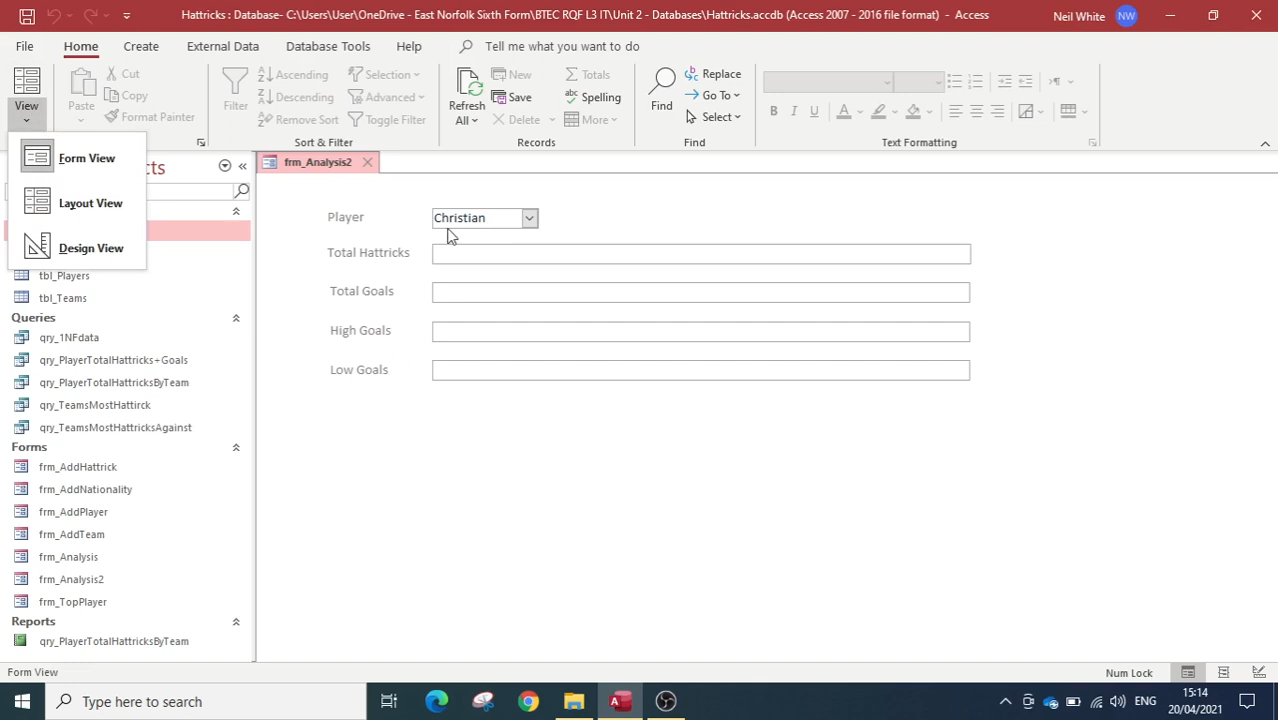 Hattricks : Database- C:\Users\User\OneDrive - East Norfolk Sixth Form\BTEC RQF L3 IT\Unit 2 - Databases\Hattricks.accdb (Access 2007 - 2016 file format) - Access
Neil White NW
File Home Create External Data Database Tools Help Tell me what you want to do
View
Paste
Cut
Copy
Format Painter
Filter
Ascending
Descending
Remove Sort
Selection
Advanced
Toggle Filter
Sort & Filter
Refresh
All
New
Save
Delete
Totals
Spelling
More
Records
Find
Replace
Go To
Select
Find
B I U A
Text Formatting
Form View
Layout View
Design View
cts
tbl_Players
tbl_Teams
Queries
qry_1NFdata
qry_PlayerTotalHattricks+Goals
qry_PlayerTotalHattricksByTeam
qry_TeamsMostHattirck
qry_TeamsMostHattricksAgainst
Forms
frm_AddHattrick
frm_AddNationality
frm_AddPlayer
frm_AddTeam
frm_Analysis
frm_Analysis2
frm_TopPlayer
Reports
qry_PlayerTotalHattricksByTeam
frm_Analysis2
Player Christian
Total Hattricks
Total Goals
High Goals
Low Goals
Form View
Num Lock
Type here to search
ENG
15:14
20/04/2021